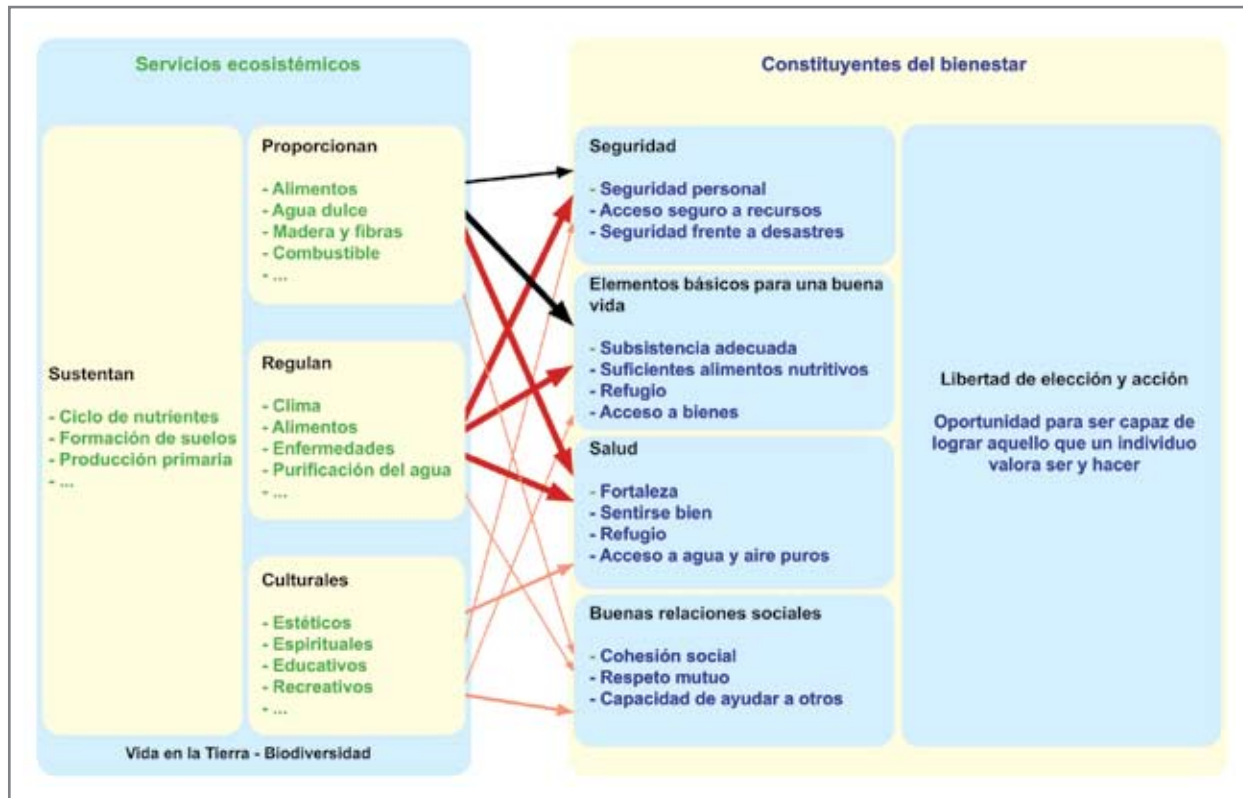 Servicios ecosistémicos
Sustentan
- Ciclo de nutrientes
- Formación de suelos
- Producción primaria
- ...
Proporcionan
- Alimentos
- Agua dulce
- Madera y fibras
- Combustible
- ...
Regulan
- Clima
- Alimentos
- Enfermedades
- Purificación del agua
- ...
Culturales
- Estéticos
- Espirituales
- Educativos
- Recreativos
- ...
Vida en la Tierra - Biodiversidad
Constituyentes del bienestar
Seguridad
- Seguridad personal
- Acceso seguro a recursos
- Seguridad frente a desastres
Elementos básicos para una buena
vida
- Subsistencia adecuada
- Suficientes alimentos nutritivos
- Refugio
- Acceso a bienes
Salud
- Fortaleza
- Sentirse bien
- Refugio
- Acceso a agua y aire puros
Buenas relaciones sociales
- Cohesión social
- Respeto mutuo
- Capacidad de ayudar a otros
Libertad de elección y acción
Oportunidad para ser capaz de
lograr aquello que un individuo
valora ser y hacer